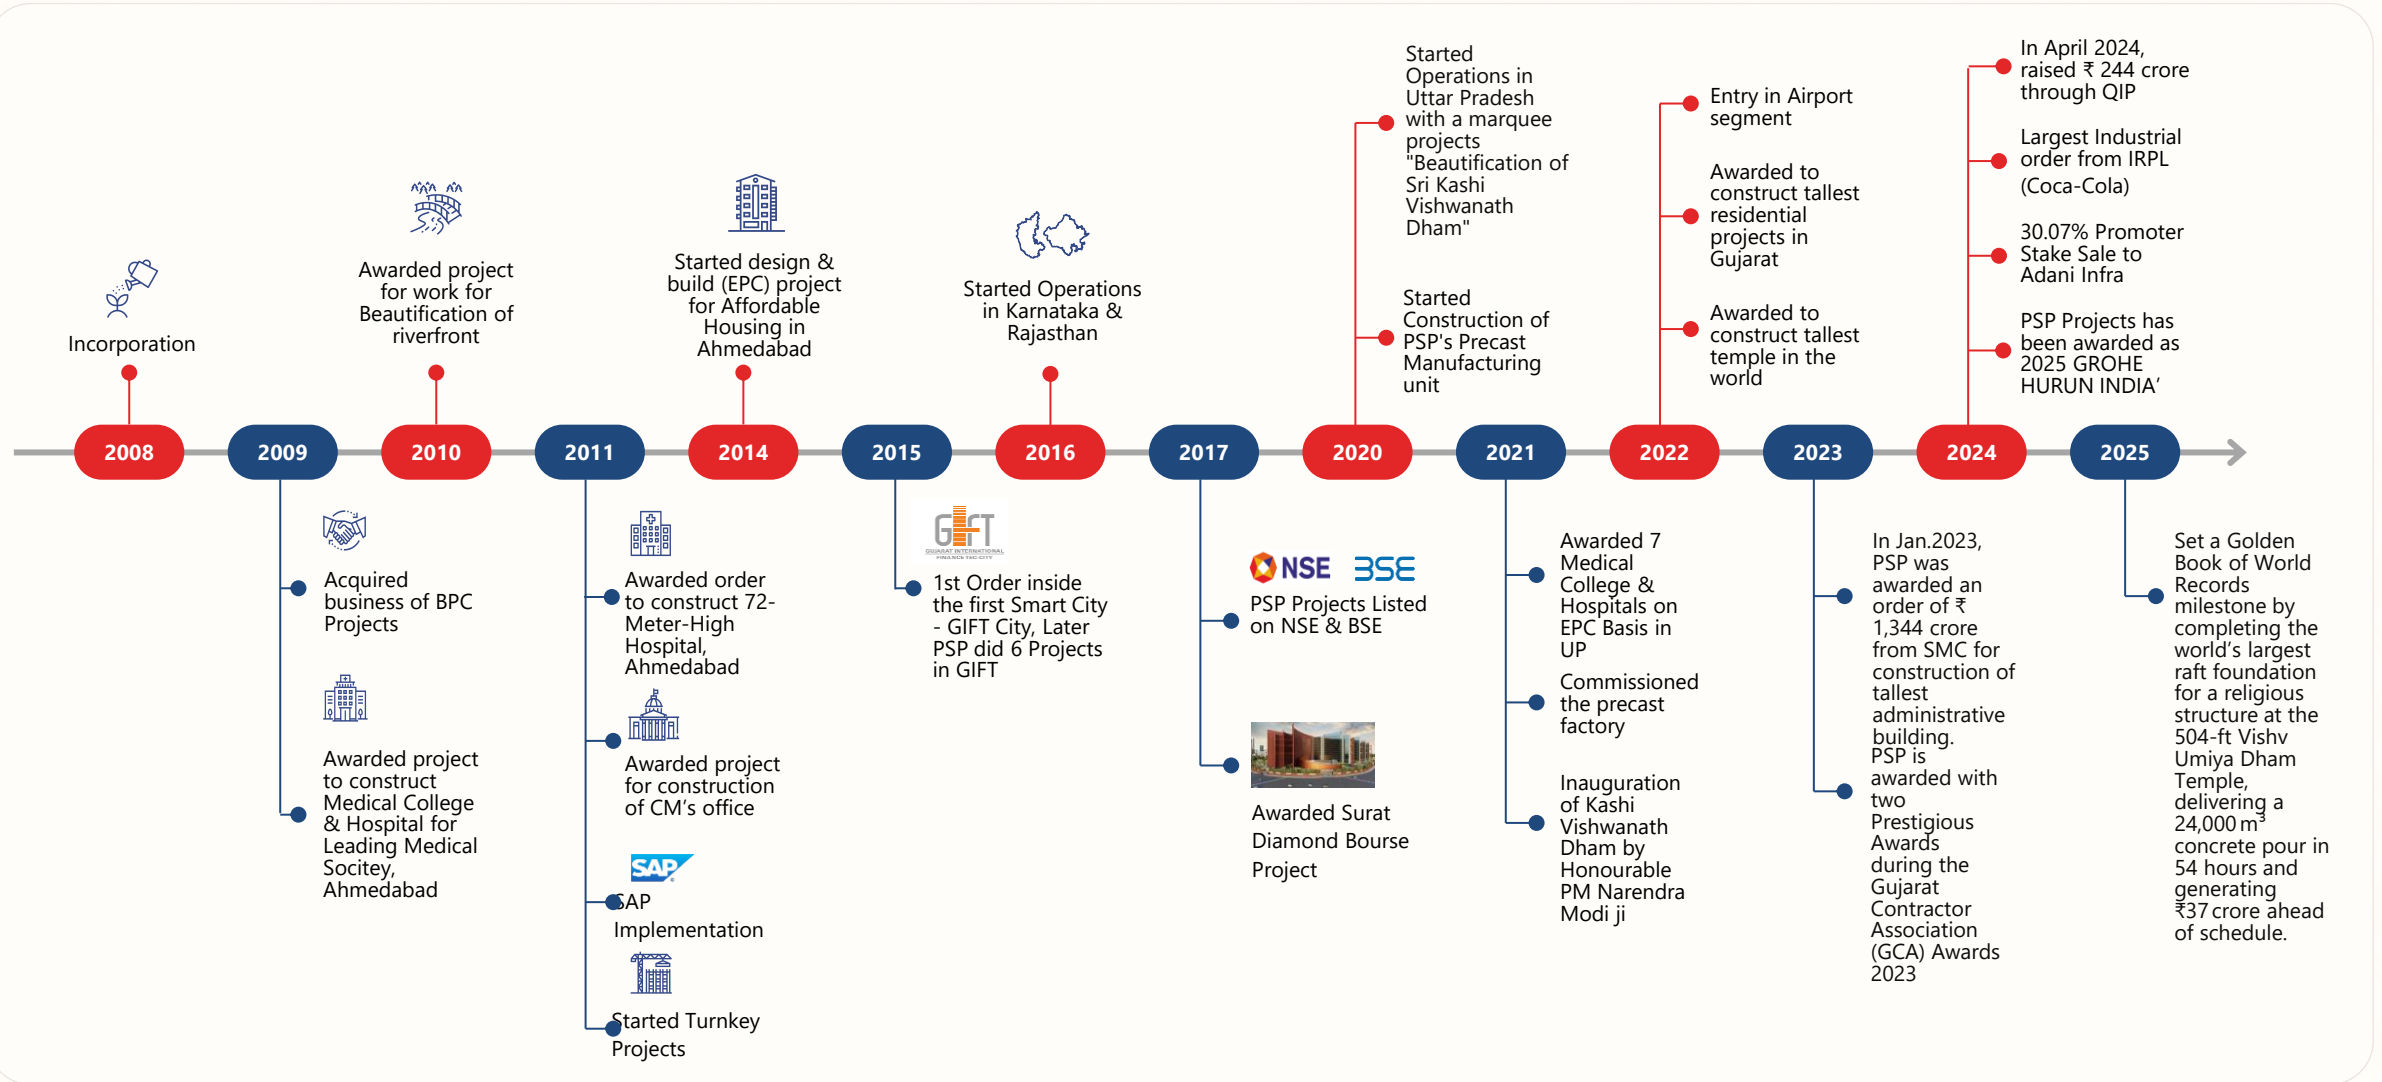 Incorporation
2008
2009
Acquired
business of BPC
Projects
Awarded project
to construct
Medical College
& Hospital for
Leading Medical
Socitey,
Ahmedabad
Awarded project
for work for
Beautification of
riverfront
2010
2011
Awarded order
to construct 72-
Meter-High
Hospital,
Ahmedabad
Awarded project
for construction
of CM’s office
SAP
SAP
Implementation
Started Turnkey
Projects
Started design &
build (EPC) project
for Affordable
Housing in
Ahmedabad
2014
2015
GIFT
GUJARAT INTERNATIONAL
FINANCE TEC-CITY
1st Order inside
the first Smart City
- GIFT City, Later
PSP did 6 Projects
in GIFT
Started Operations
in Karnataka &
Rajasthan
2016
2017
NSE BSE
PSP Projects Listed
on NSE & BSE
Awarded Surat
Diamond Bourse
Project
Started
Operations in
Uttar Pradesh
with a marquee
projects
"Beautification of
Sri Kashi
Vishwanath
Dham"
Started
Construction of
PSP's Precast
Manufacturing
unit
2020
2021
Awarded 7
Medical
College &
Hospitals on
EPC Basis in
UP
Commissioned
the precast
factory
Inauguration
of Kashi
Vishwanath
Dham by
Honourable
PM Narendra
Modi ji
Entry in Airport
segment
Awarded to
construct tallest
residential
projects in
Gujarat
Awarded to
construct tallest
temple in the
world
2022
2023
In Jan.2023,
PSP was
awarded an
order of ₹
1,344 crore
from SMC for
construction of
tallest
administrative
building.
PSP is
awarded with
two
Prestigious
Awards
during the
Gujarat
Contractor
Association
(GCA) Awards
2023
In April 2024,
raised ₹ 244 crore
through QIP
Largest Industrial
order from IRPL
(Coca-Cola)
30.07% Promoter
Stake Sale to
Adani Infra
PSP Projects has
been awarded as
2025 GROHE
HURUN INDIA’
2024
2025
Set a Golden
Book of World
Records
milestone by
completing the
world’s largest
raft foundation
for a religious
structure at the
504-ft Vishv
Umiya Dham
Temple,
delivering a
24,000 m³
concrete pour in
54 hours and
generating
₹37 crore ahead
of schedule.